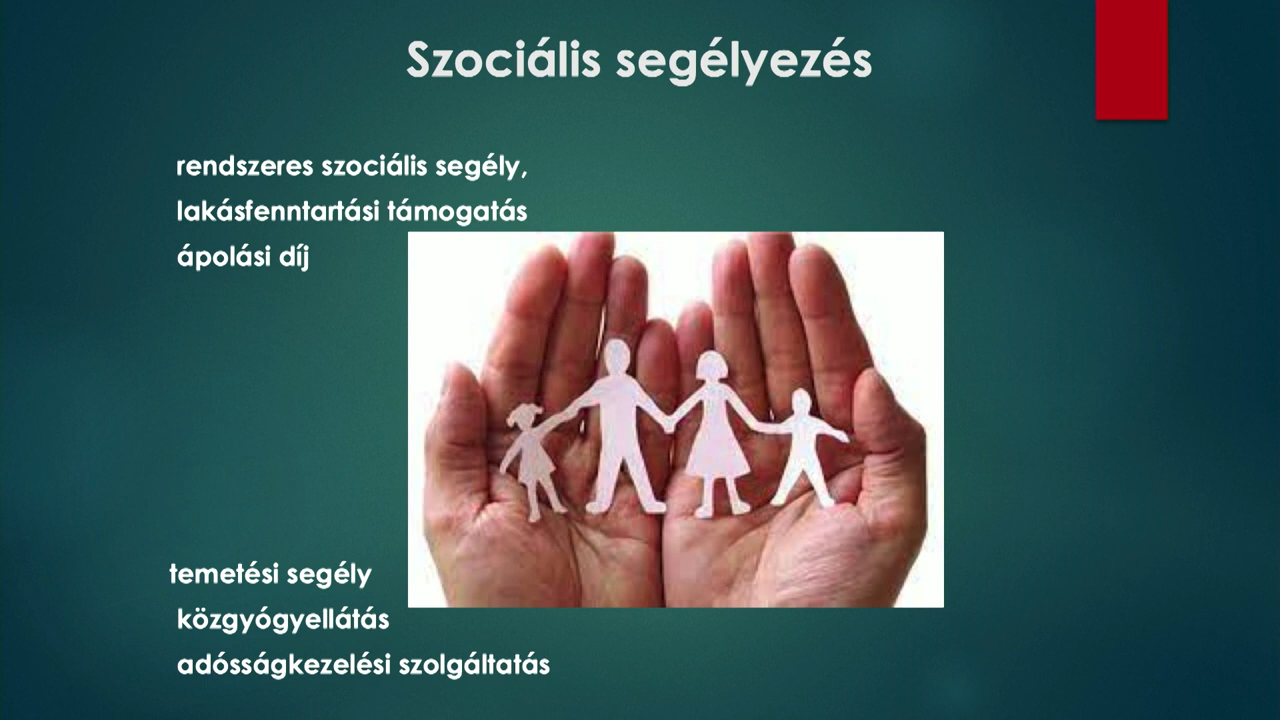 Szociális segélyezés
rendszeres szociális segély,
lakásfenntartási támogatás
ápolási díj
temetési segély
közgyógyellátás
adósságkezelési szolgáltatás